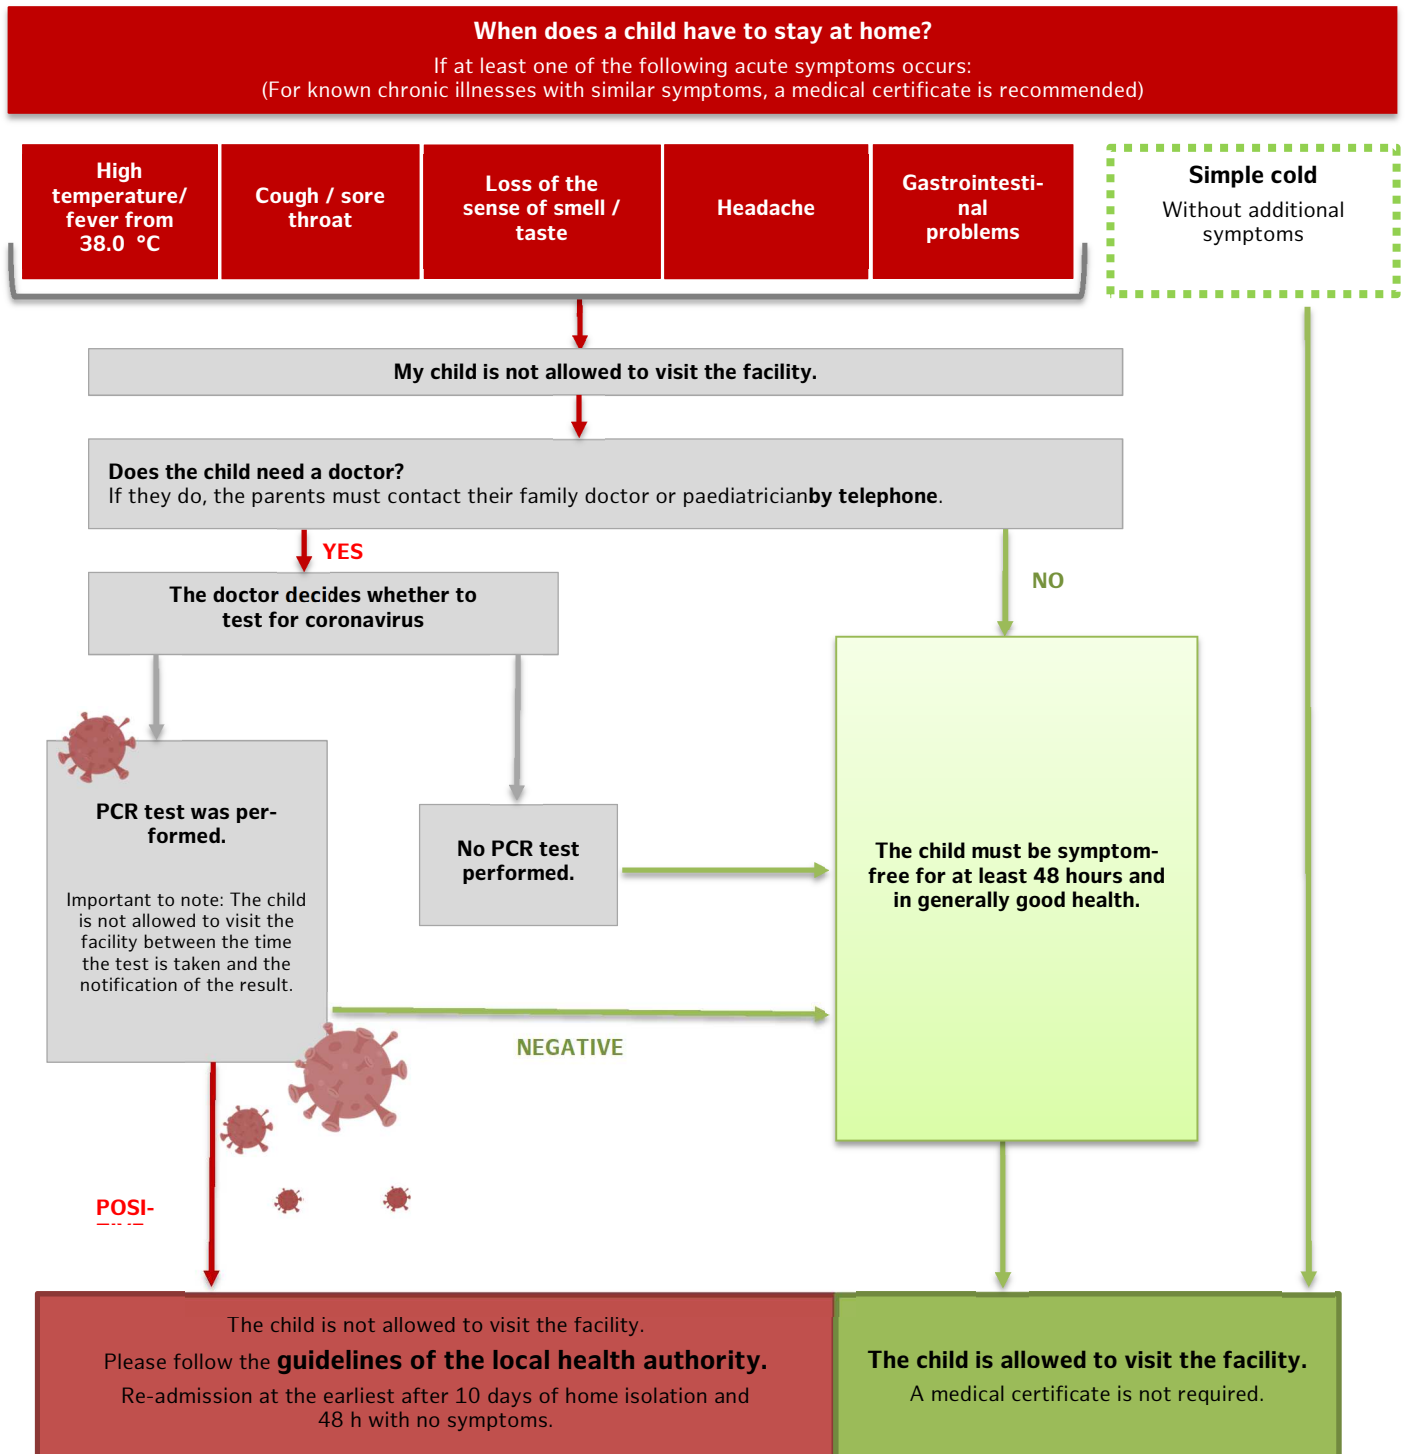 When does a child have to stay at home?
If at least one of the following acute symptoms occurs:
(For known chronic illnesses with similar symptoms, a medical certificate is recommended)
High
temperature/
fever from
38.0 °C
Cough / sore
throat
Loss of the
sense of smell /
taste
Headache
Gastrointesti-
nal
problems
Simple cold
Without additional
symptoms
My child is not allowed to visit the facility.
Does the child need a doctor?
If they do, the parents must contact their family doctor or paediatricianby telephone.
YES
NO
The doctor decides whether to
test for coronavirus
PCR test was per-
formed.
Important to note: The child
is not allowed to visit the
facility between the time
the test is taken and the
notification of the result.
No PCR test
performed.
The child must be symptom-
free for at least 48 hours and
in generally good health.
NEGATIVE
POSI-
The child is not allowed to visit the facility.
Please follow the guidelines of the local health authority.
Re-admission at the earliest after 10 days of home isolation and
48 h with no symptoms.
The child is allowed to visit the facility.
A medical certificate is not required.